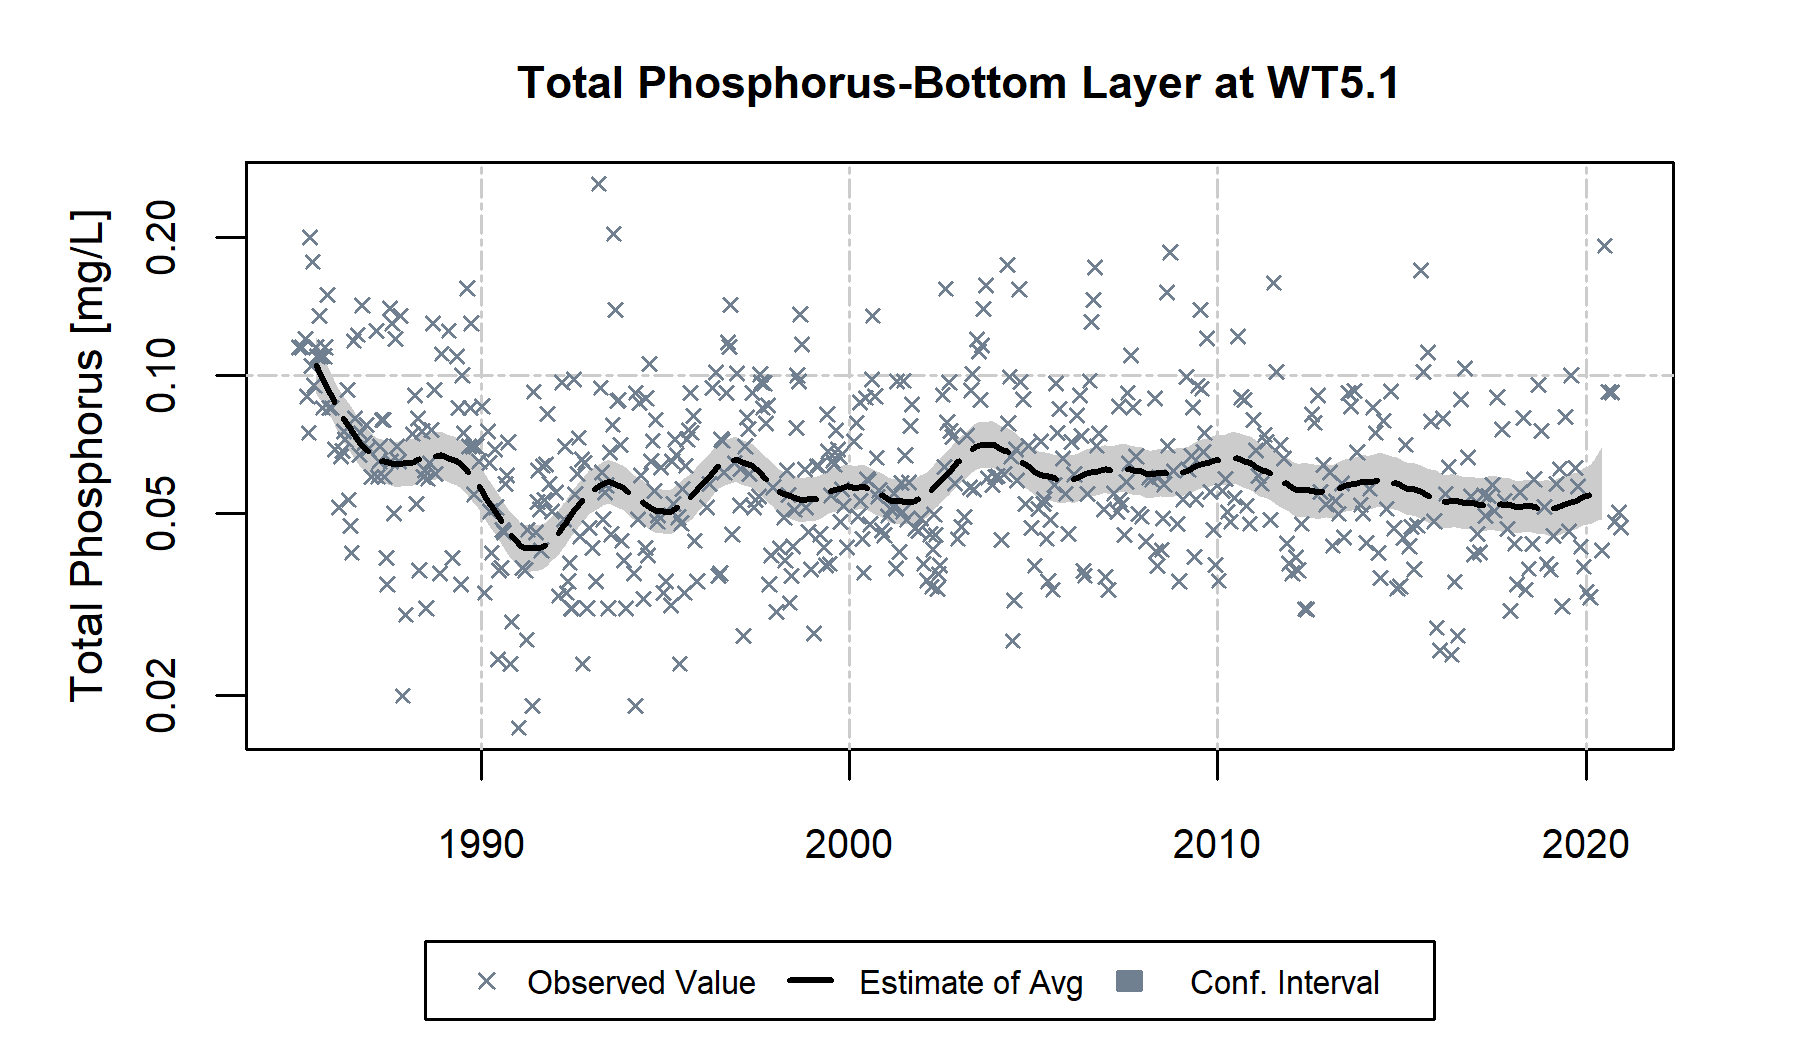 Total Phosphorus-Bottom Layer at WT5.1
Total Phosphorus [mg/L]
0.20
0.10
0.05
0.02
1990 2000 2010 2020
Observed Value Estimate of Avg Conf. Interval